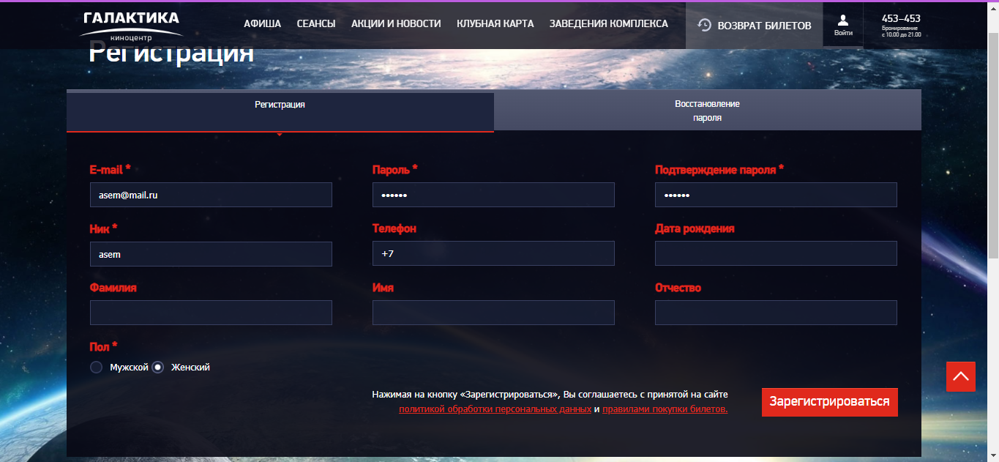 ГАЛАКТИКА
киноцентр
АФИША СЕАНСЫ АКЦИИ И НОВОСТИ КЛУБНАЯ КАРТА ЗАВЕДЕНИЯ КОМПЛЕКСА
ВОЗВРАТ БИЛЕТОВ
Войти
453–453
Бронирование
с 10.00 до 21.00
Регистрация
Регистрация
Восстановление
пароля
E-mail * Пароль * Подтверждение пароля *
asem@mail.ru •••••• ••••••
Ник * Телефон Дата рождения
asem +7
Фамилия Имя Отчество
Пол *
Мужской Женский
Нажимая на кнопку «Зарегистрироваться», Вы соглашаетесь с принятой на сайте
политикой обработки персональных данных и правилами покупки билетов.
Зарегистрироваться